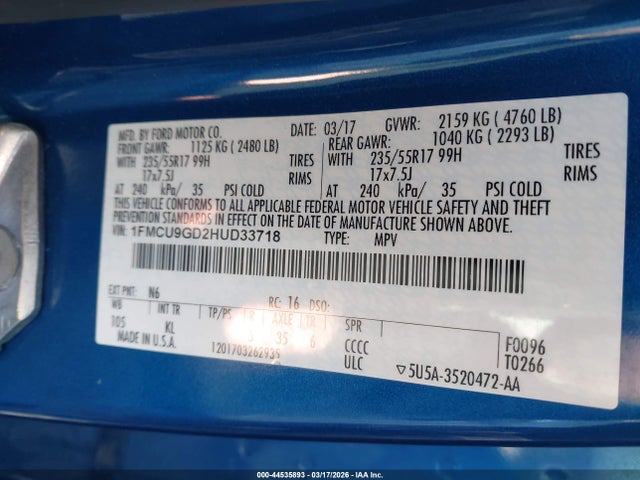 MFD. BY FORD MOTOR CO.
DATE: 03/17 GVWR: 2159 KG ( 4760 LB)
FRONT GAWR: 1125 KG ( 2480 LB)
REAR GAWR: 1040 KG ( 2293 LB)
WITH 235/55R17 99H TIRES
WITH 235/55R17 99H TIRES
17x7.5J RIMS
17x7.5J RIMS
AT 240 kPa/ 35 PSI COLD
AT 240 kPa/ 35 PSI COLD
THIS VEHICLE CONFORMS TO ALL APPLICABLE FEDERAL MOTOR VEHICLE SAFETY AND THEFT
PREVENTION STANDARDS IN EFFECT ON THE DATE OF MANUFACTURE SHOWN ABOVE.
VIN: 1FMCU9GD2HUD33718 TYPE: MPV
EXT PNT: N6 RC: 16 DSO:
WB INT TR TP/PS R AXLE TR SPR
105 KL 35 6 CCCC F0096
MADE IN U.S.A. 1201703262935 ULC T0266
▽5U5A-3520472-AA
000-44535893 - 03/17/2026 - IAA Inc.